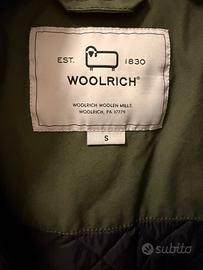 EST. 1830
WOOLRICH®
WOOLRICH WOOLEN MILLS
WOOLRICH, PA 17779
S
subito